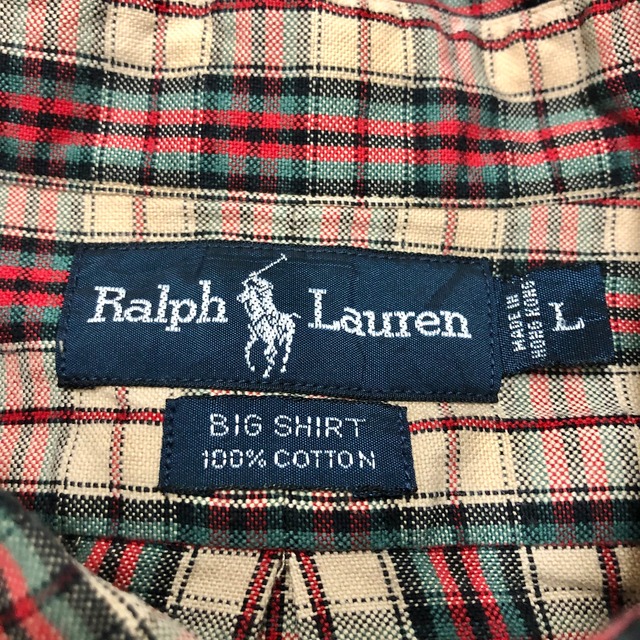 Ralph Lauren
MADE IN
HONG KONG
L
BIG SHIRT
100% COTTON